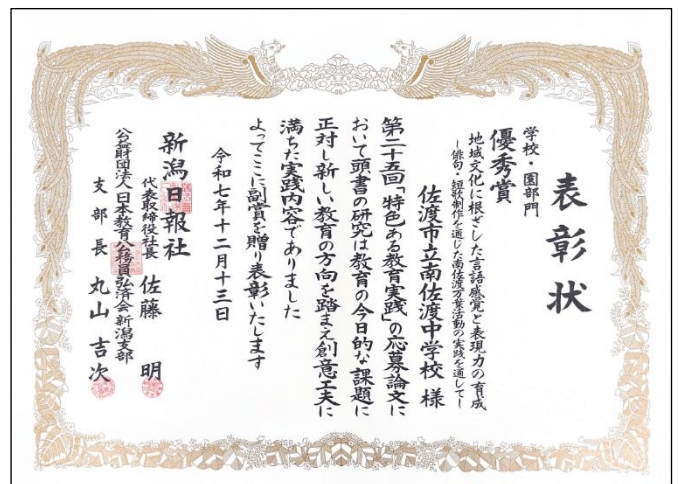 表彰状
学校・園部門
優秀賞
地域文化に根ざした言語感覚と表現力の育成
―俳句・短歌制作を通じた南佐渡万葉活動の実践を通して―
佐渡市立南佐渡中学校 様
第二十五回「特色ある教育実践」の応募論文に
おいて頭書の研究は教育の今日的な課題に
正対し新しい教育の方向を踏まえ創意工夫に
満ちた実践内容でありました
よってここに副賞を贈り表彰いたします
令和七年十二月十三日
新潟日報社
代表取締役社長 佐藤 明
公益財団法人日本教育公務員弘済会新潟支部
支部長 丸山吉次